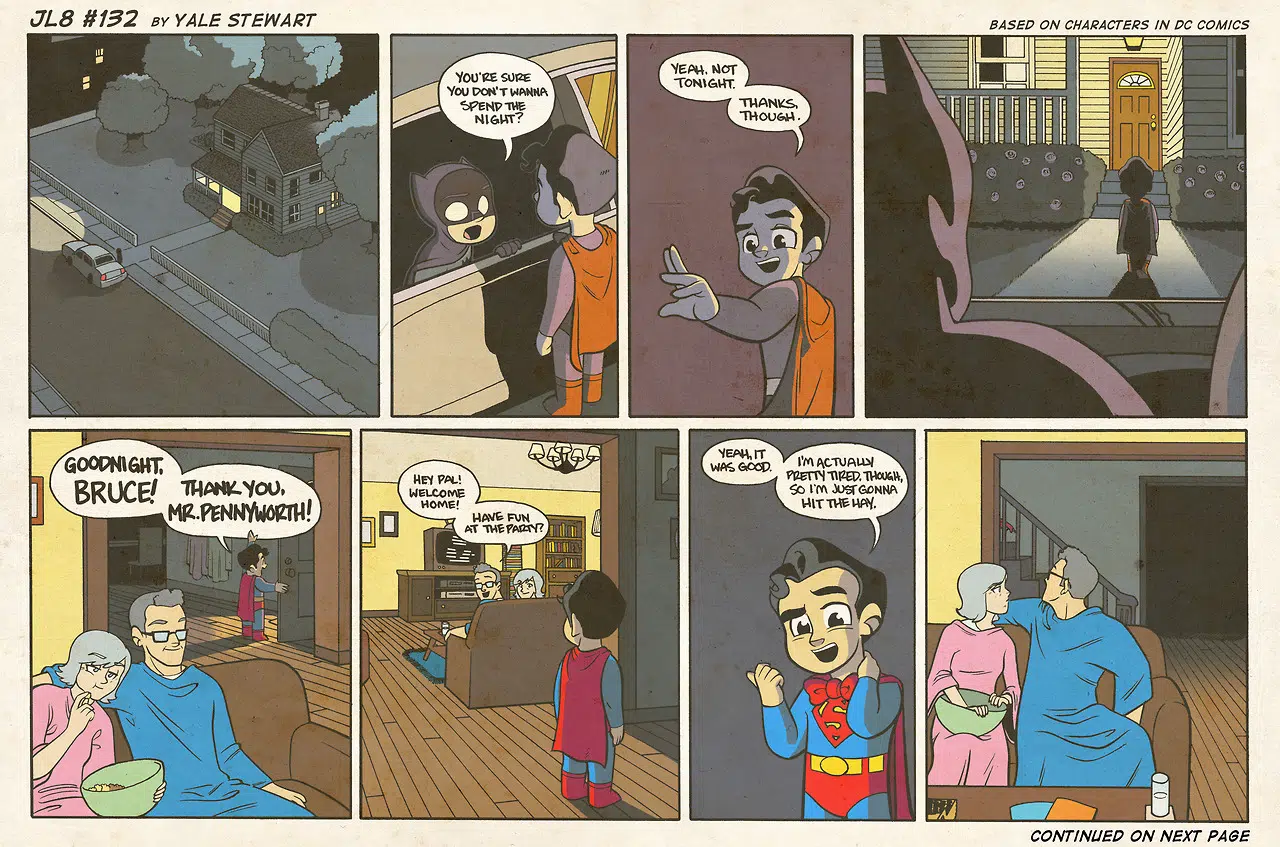 JL8 #132 BY YALE STEWART
BASED ON CHARACTERS IN DC COMICS
YOU'RE SURE
YOU DON'T WANNA
SPEND THE
NIGHT?
YEAH. NOT
TONIGHT.
THANKS,
THOUGH.
GOODNIGHT,
BRUCE!
THANK YOU,
MR. PENNYWORTH!
HEY PAL!
WELCOME
HOME!
HAVE FUN
AT THE PARTY?
YEAH, IT
WAS GOOD.
I'M ACTUALLY
PRETTY TIRED, THOUGH,
SO I'M JUST GONNA
HIT THE HAY.
S
CONTINUED ON NEXT PAGE